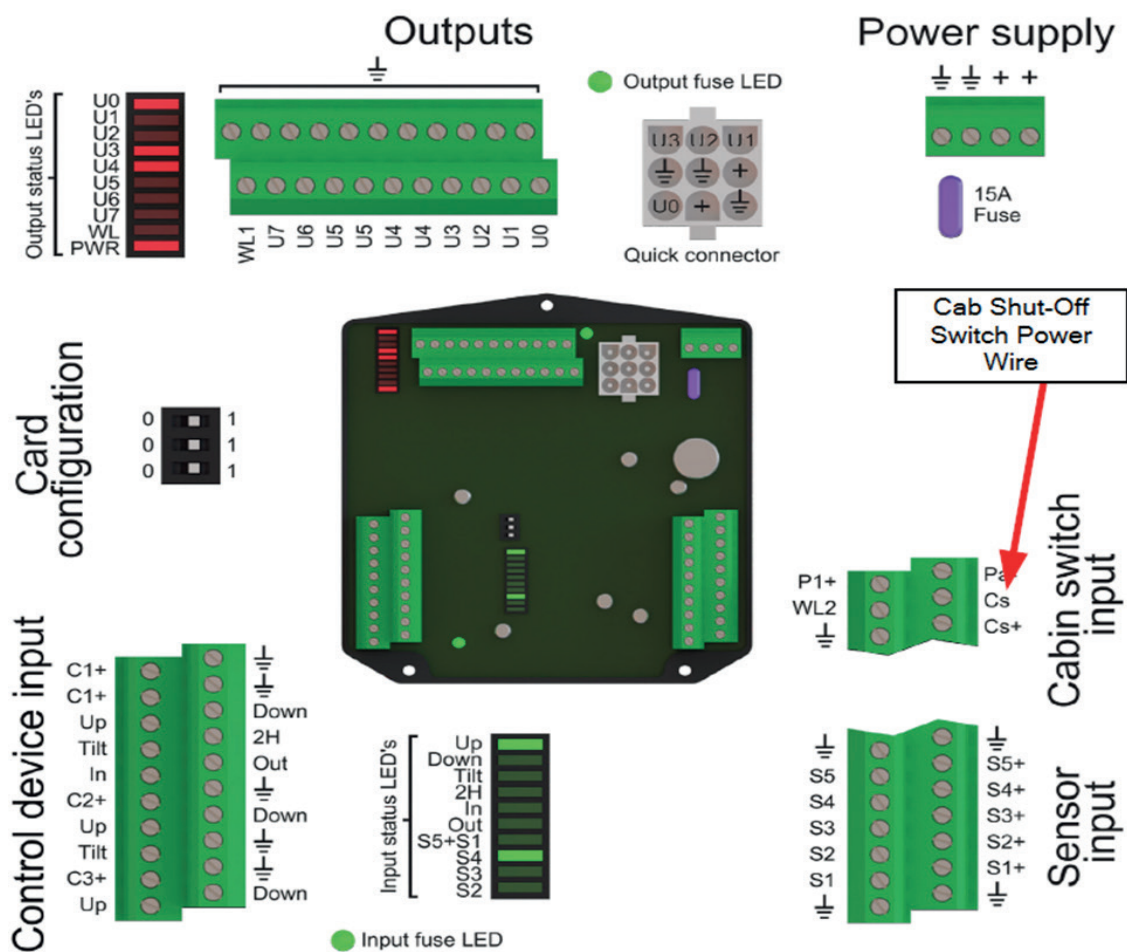 Outputs
Power supply
⏚ ⏚ + +
⏚
Output fuse LED
Output status LED's
U0
U1
U2
U3
U4
U5
U6
U7
WL
PWR
U3 U2 U1
⏚ ⏚ +
U0 + ⏚
Quick connector
15A
Fuse
WL1 U7 U6 U5 U5 U4 U4 U3 U2 U1 U0
Cab Shut-Off
Switch Power
Wire
Card
configuration
0 1
0 1
0 1
Cabin switch
input
P1+
WL2
⏚
Cs
Cs+
Control device input
C1+
C1+
Up
Tilt
In
C2+
Up
Tilt
C3+
Up
⏚
⏚
Down
2H
Out
⏚
Down
⏚
⏚
Down
Input status LED's
Up
Down
Tilt
2H
In
Out
S5+S1
S4
S3
S2
Input fuse LED
Sensor
input
⏚
S5
S4
S3
S2
S1
⏚
⏚
S5+
S4+
S3+
S2+
S1+
⏚